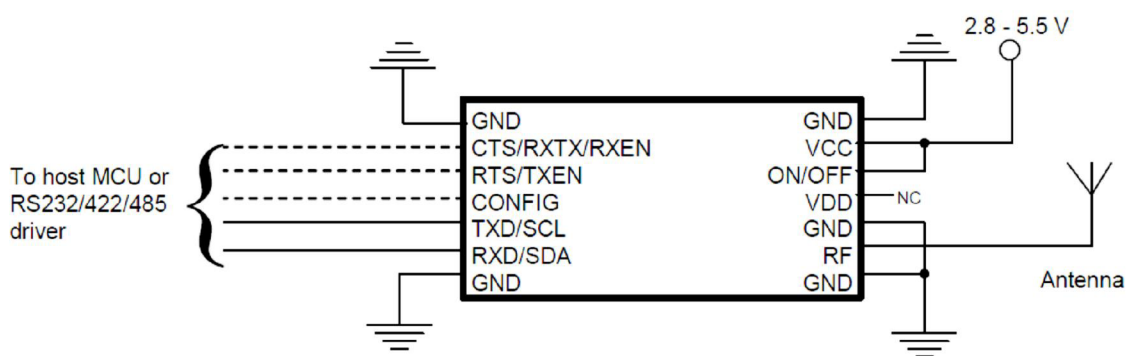 2.8 - 5.5 V
To host MCU or
RS232/422/485
driver
GND
CTS/RXTX/RXEN
RTS/TXEN
CONFIG
TXD/SCL
RXD/SDA
GND
GND
VCC
ON/OFF
VDD
NC
GND
RF
GND
Antenna